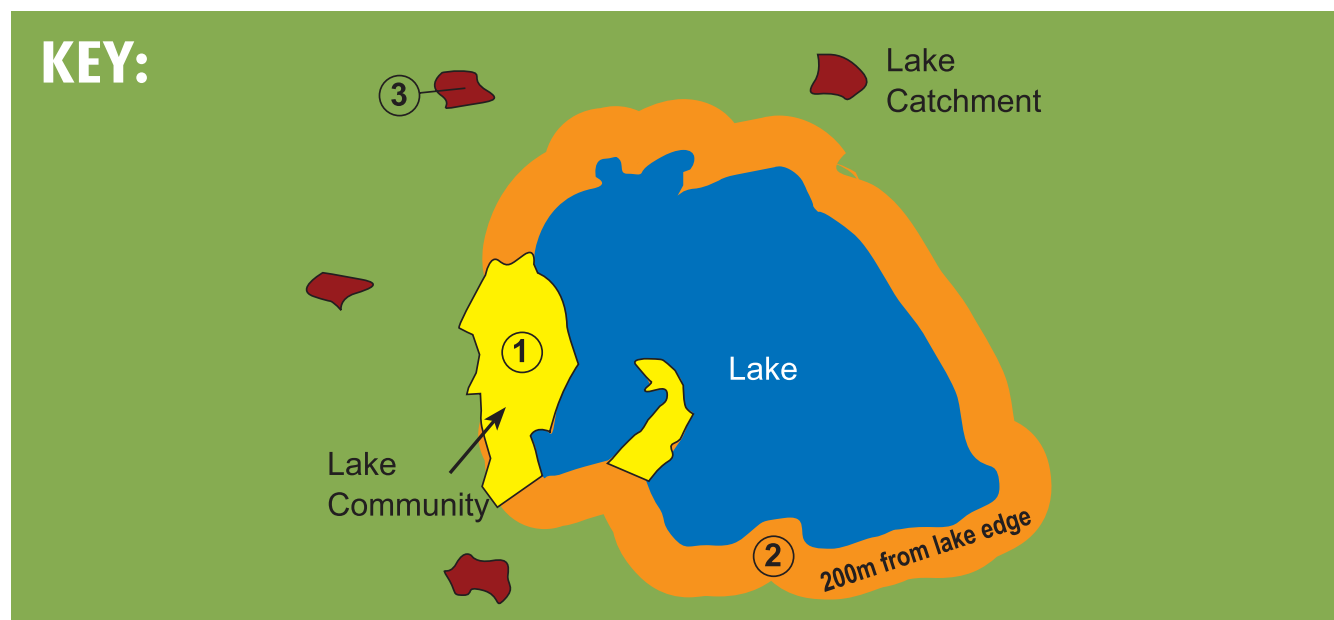 KEY:
3
Lake
Catchment
1
Lake
Lake
Community
2
200m from lake edge